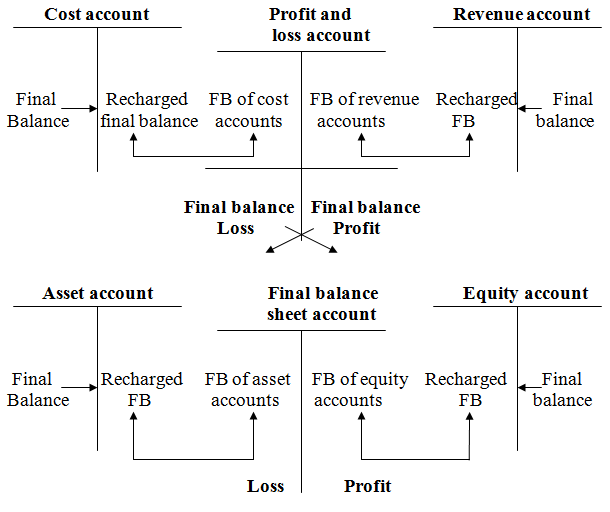 Cost account
Profit and
loss account
Revenue account
Final
Balance
Recharged
final balance
FB of cost
accounts
FB of revenue
accounts
Recharged
FB
Final
balance
Final balance
Loss
Final balance
Profit
Asset account
Final balance
sheet account
Equity account
Final
Balance
Recharged
FB
FB of asset
accounts
FB of equity
accounts
Recharged
FB
Final
balance
Loss
Profit